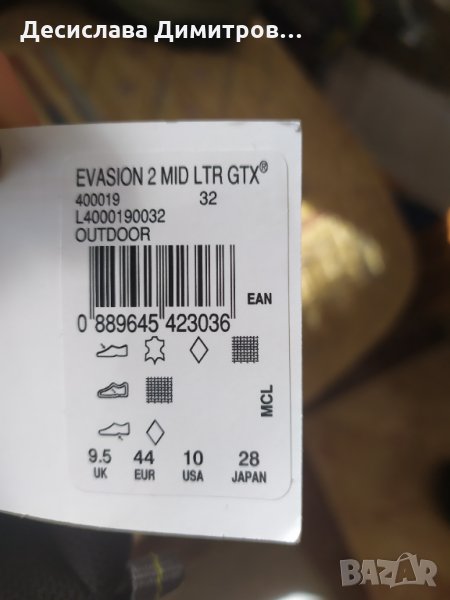 Десислава Димитров...
EVASION 2 MID LTR GTX®
400019 32
L4000190032
OUTDOOR
EAN
0 889645 423036
MCL
9.5 44 10 28
UK EUR USA JAPAN
BAZAR